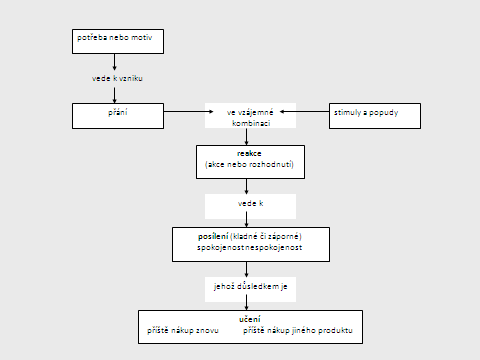 potřeba nebo motiv
vede k vzniku
přání
ve vzájemné
kombinaci
stimuly a popudy
reakce
(akce nebo rozhodnutí)
vede k
posílení (kladné či záporné)
spokojenost nespokojenost
jehož důsledkem je
učení
příště nákup znovu příště nákup jiného produktu